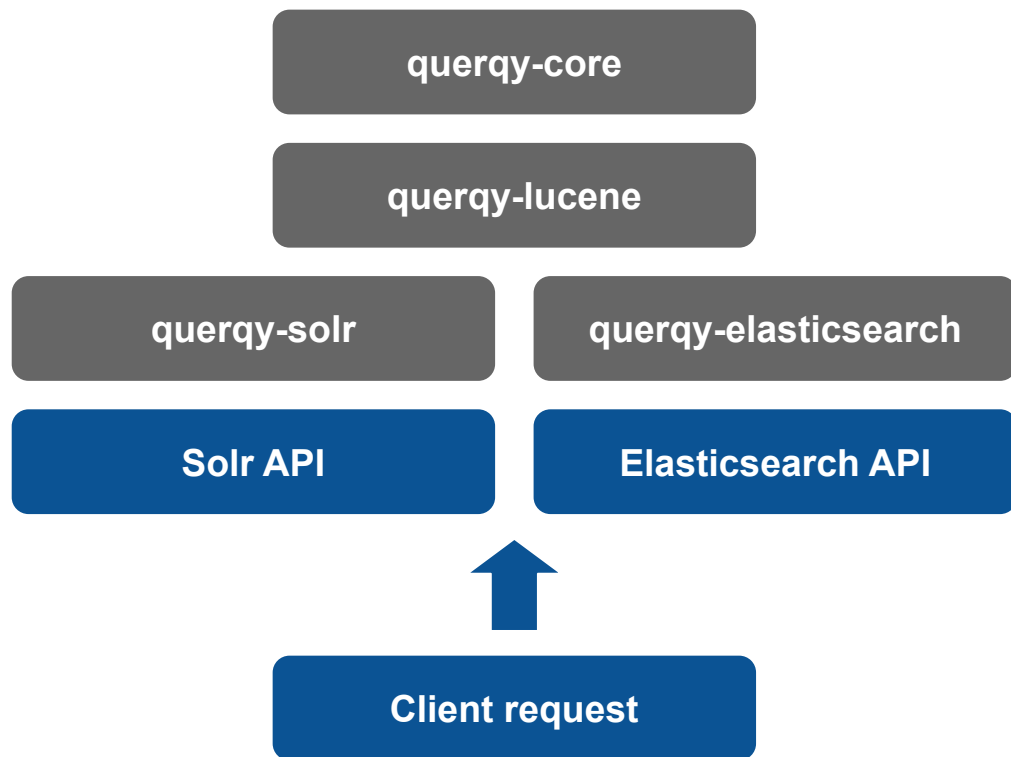 querqy-core
querqy-lucene
querqy-solr
querqy-elasticsearch
Solr API
Elasticsearch API
Client request